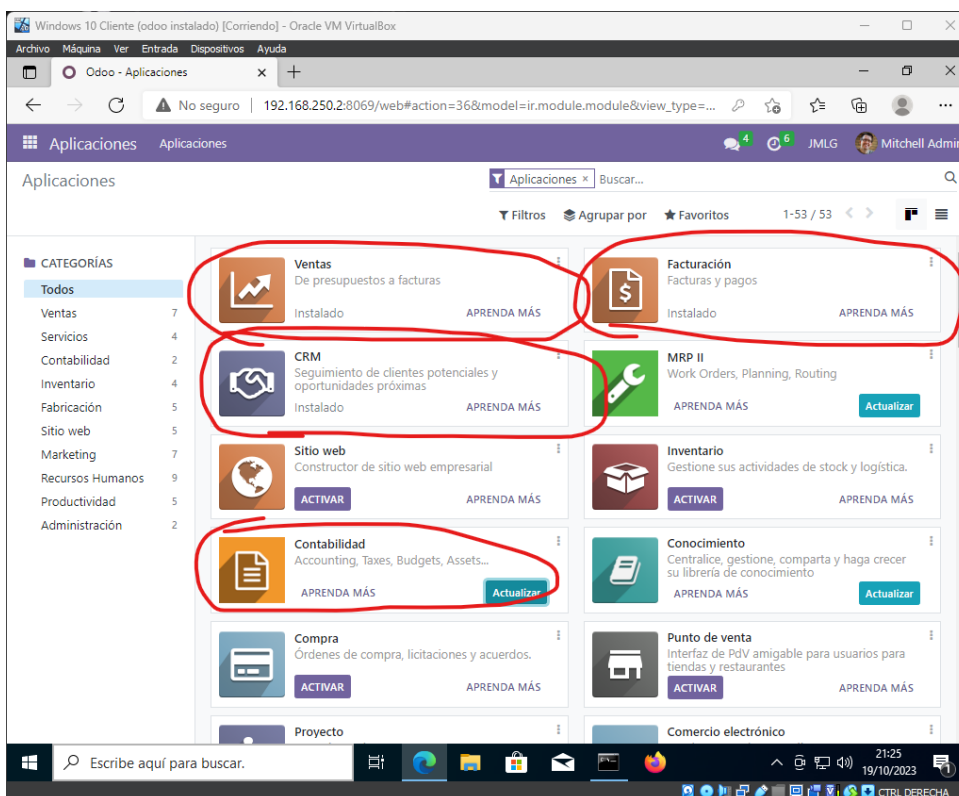 Windows 10 Cliente (odoo instalado) [Corriendo] - Oracle VM VirtualBox
Archivo Máquina Ver Entrada Dispositivos Ayuda
Odoo - Aplicaciones
No seguro 192.168.250.2:8069/web#action=36&model=ir.module.module&view_type=...
Aplicaciones Aplicaciones 4 6 JMLG Mitchell Admin
Aplicaciones Aplicaciones × Buscar...
Filtros Agrupar por Favoritos 1-53 / 53
CATEGORÍAS
Todos
Ventas 7
Servicios 4
Contabilidad 2
Inventario 4
Fabricación 5
Sitio web 5
Marketing 7
Recursos Humanos 9
Productividad 5
Administración 2
Ventas
De presupuestos a facturas
Instalado APRENDA MÁS
Facturación
Facturas y pagos
Instalado APRENDA MÁS
CRM
Seguimiento de clientes potenciales y
oportunidades próximas
Instalado APRENDA MÁS
MRP II
Work Orders, Planning, Routing
APRENDA MÁS Actualizar
Sitio web
Constructor de sitio web empresarial
ACTIVAR APRENDA MÁS
Inventario
Gestione sus actividades de stock y logística.
ACTIVAR APRENDA MÁS
Contabilidad
Accounting, Taxes, Budgets, Assets...
APRENDA MÁS Actualizar
Conocimiento
Centralice, gestione, comparta y haga crecer
su librería de conocimiento
APRENDA MÁS Actualizar
Compra
Órdenes de compra, licitaciones y acuerdos.
ACTIVAR APRENDA MÁS
Punto de venta
Interfaz de PdV amigable para usuarios para
tiendas y restaurantes
ACTIVAR APRENDA MÁS
Proyecto
Comercio electrónico
Escribe aquí para buscar.
21:25
19/10/2023
1
CTRL DERECHA